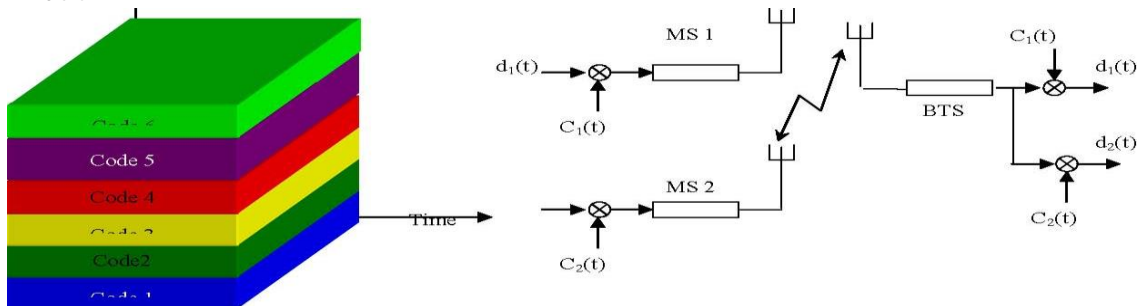 Code 5
Code 4
Code2
Time
MS 1
d₁(t)
C₁(t)
MS 2
C₂(t)
BTS
C₁(t)
d₁(t)
d₂(t)
C₂(t)